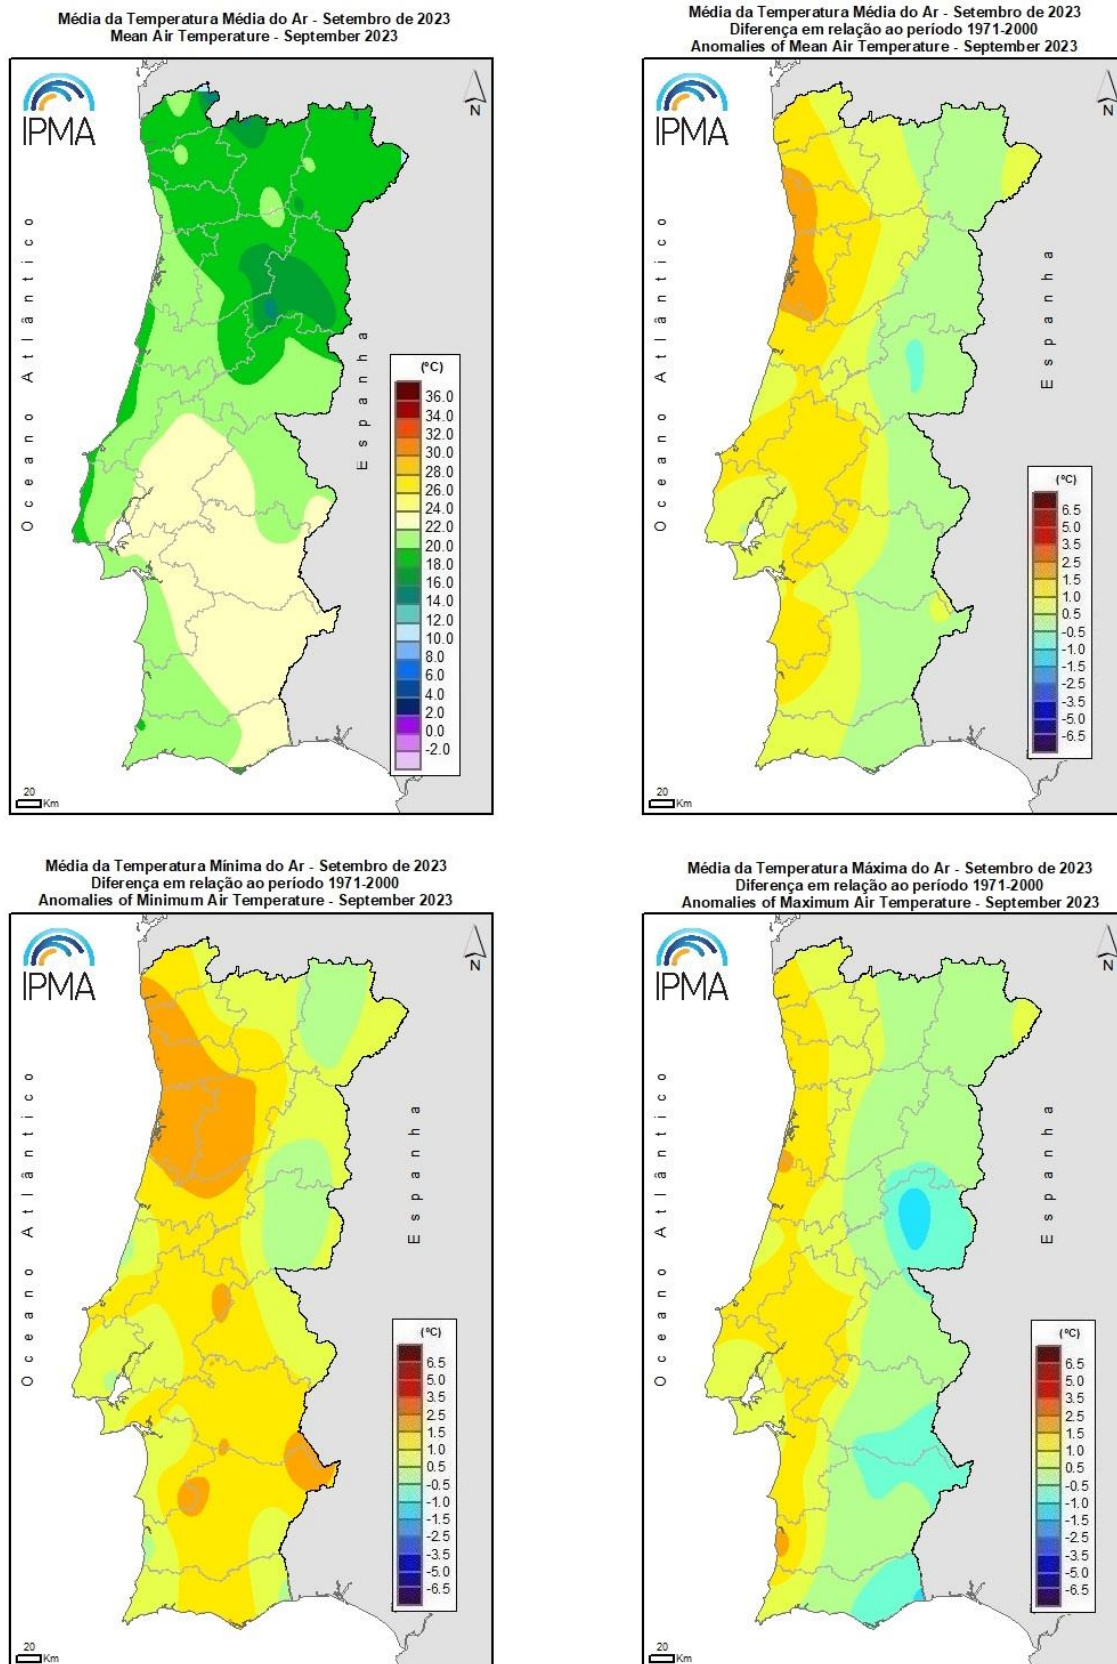 Média da Temperatura Média do Ar - Setembro de 2023
Mean Air Temperature - September 2023
IPMA
N
Oceano Atlântico
Espanha
(ºC)
36.0
34.0
32.0
30.0
28.0
26.0
24.0
22.0
20.0
18.0
16.0
14.0
12.0
10.0
8.0
6.0
4.0
2.0
0.0
-2.0
20
Km
Média da Temperatura Média do Ar - Setembro de 2023
Diferença em relação ao período 1971-2000
Anomalies of Mean Air Temperature - September 2023
IPMA
N
Oceano Atlântico
Espanha
(ºC)
6.5
5.0
3.5
2.5
1.5
1.0
0.5
-0.5
-1.0
-1.5
-2.5
-3.5
-5.0
-6.5
20
Km
Média da Temperatura Mínima do Ar - Setembro de 2023
Diferença em relação ao período 1971-2000
Anomalies of Minimum Air Temperature - September 2023
IPMA
N
Oceano Atlântico
Espanha
(ºC)
6.5
5.0
3.5
2.5
1.5
1.0
0.5
-0.5
-1.0
-1.5
-2.5
-3.5
-5.0
-6.5
20
Km
Média da Temperatura Máxima do Ar - Setembro de 2023
Diferença em relação ao período 1971-2000
Anomalies of Maximum Air Temperature - September 2023
IPMA
N
Oceano Atlântico
Espanha
(ºC)
6.5
5.0
3.5
2.5
1.5
1.0
0.5
-0.5
-1.0
-1.5
-2.5
-3.5
-5.0
-6.5
20
Km